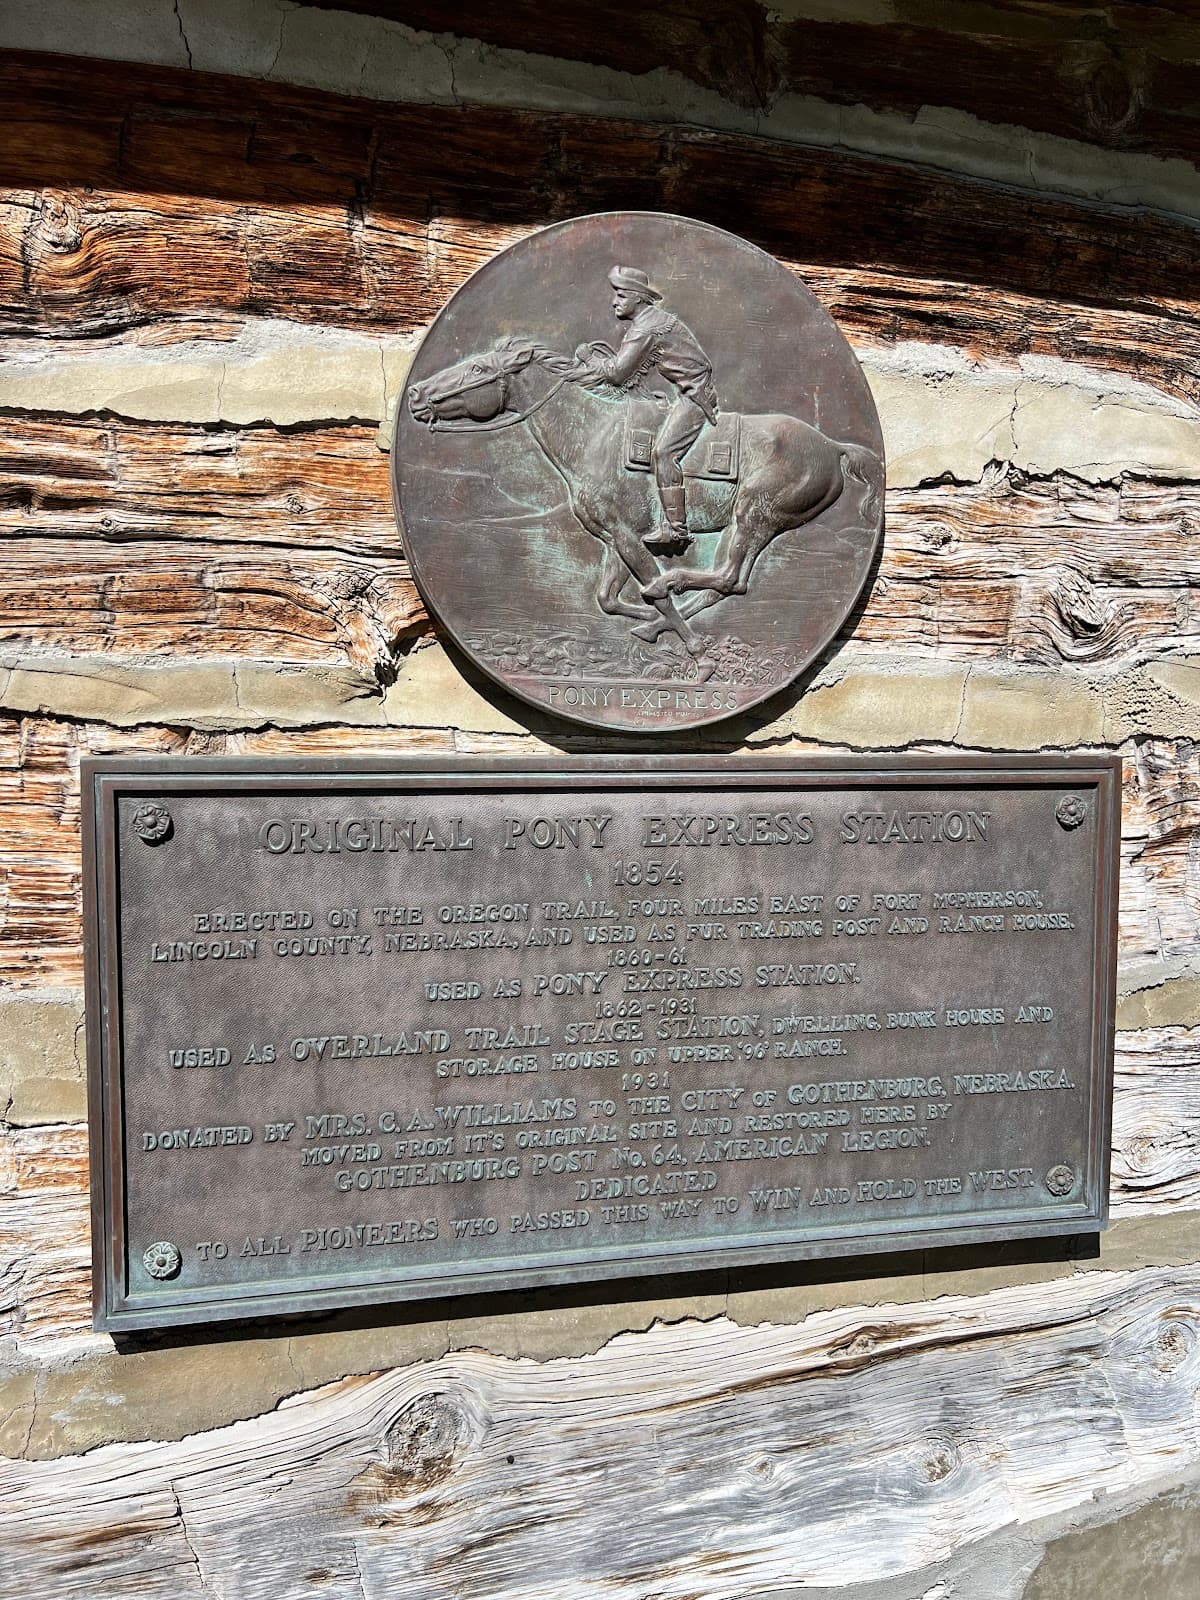 PONY EXPRESS
ORIGINAL PONY EXPRESS STATION
1854
ERECTED ON THE OREGON TRAIL, FOUR MILES EAST OF FORT McPHERSON,
LINCOLN COUNTY, NEBRASKA, AND USED AS FUR TRADING POST AND RANCH HOUSE.
1860-61
USED AS PONY EXPRESS STATION.
1862-1931
USED AS OVERLAND TRAIL STAGE STATION, DWELLING, BUNK HOUSE AND
STORAGE HOUSE ON UPPER '96' RANCH.
1931
DONATED BY MRS. C. A. WILLIAMS TO THE CITY OF GOTHENBURG, NEBRASKA.
MOVED FROM IT'S ORIGINAL SITE AND RESTORED HERE BY
GOTHENBURG POST No. 64, AMERICAN LEGION.
DEDICATED
TO ALL PIONEERS WHO PASSED THIS WAY TO WIN AND HOLD THE WEST.